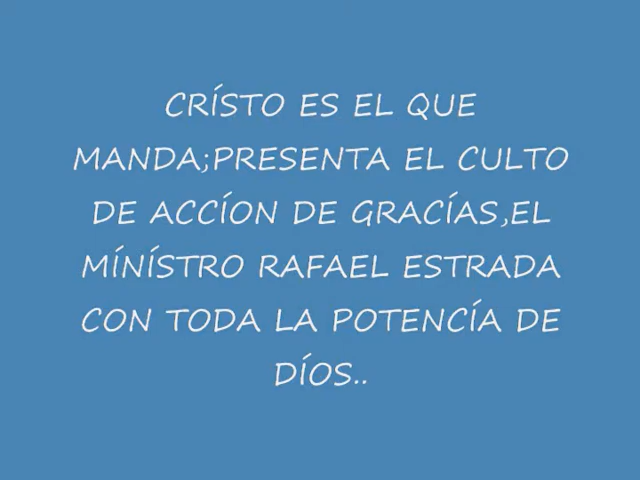 CRÍSTO ES EL QUE
MANDA;PRESENTA EL CULTO
DE ACCÍON DE GRACÍAS,EL
MÍNÍSTRO RAFAEL ESTRADA
CON TODA LA POTENCÍA DE
DÍOS..